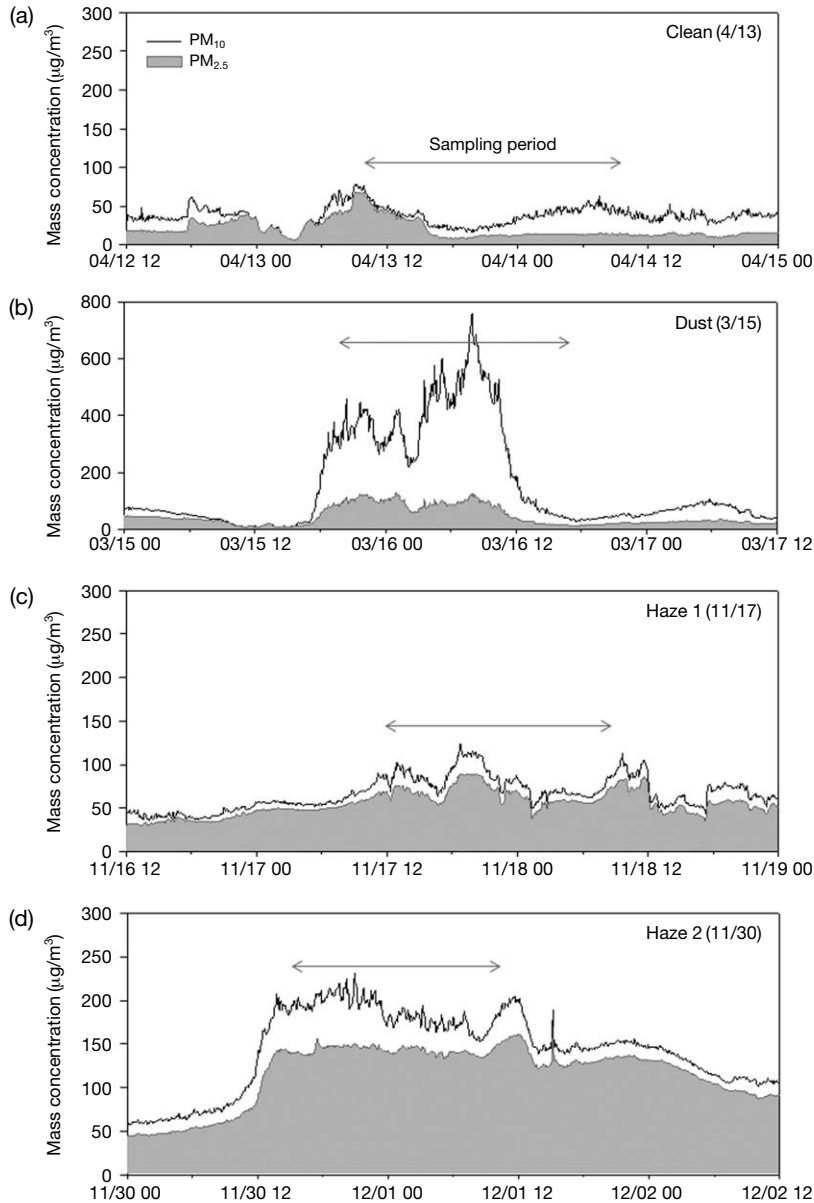 (a)
Mass concentration (μg/m³)
300
250
200
150
100
50
0
PM₁₀
PM₂.₅
Clean (4/13)
Sampling period
04/12 12 04/13 00 04/13 12 04/14 00 04/14 12 04/15 00
(b)
Mass concentration (μg/m³)
800
600
400
200
0
Dust (3/15)
03/15 00 03/15 12 03/16 00 03/16 12 03/17 00 03/17 12
(c)
Mass concentration (μg/m³)
300
250
200
150
100
50
0
Haze 1 (11/17)
11/16 12 11/17 00 11/17 12 11/18 00 11/18 12 11/19 00
(d)
Mass concentration (μg/m³)
300
250
200
150
100
50
0
Haze 2 (11/30)
11/30 00 11/30 12 12/01 00 12/01 12 12/02 00 12/02 12